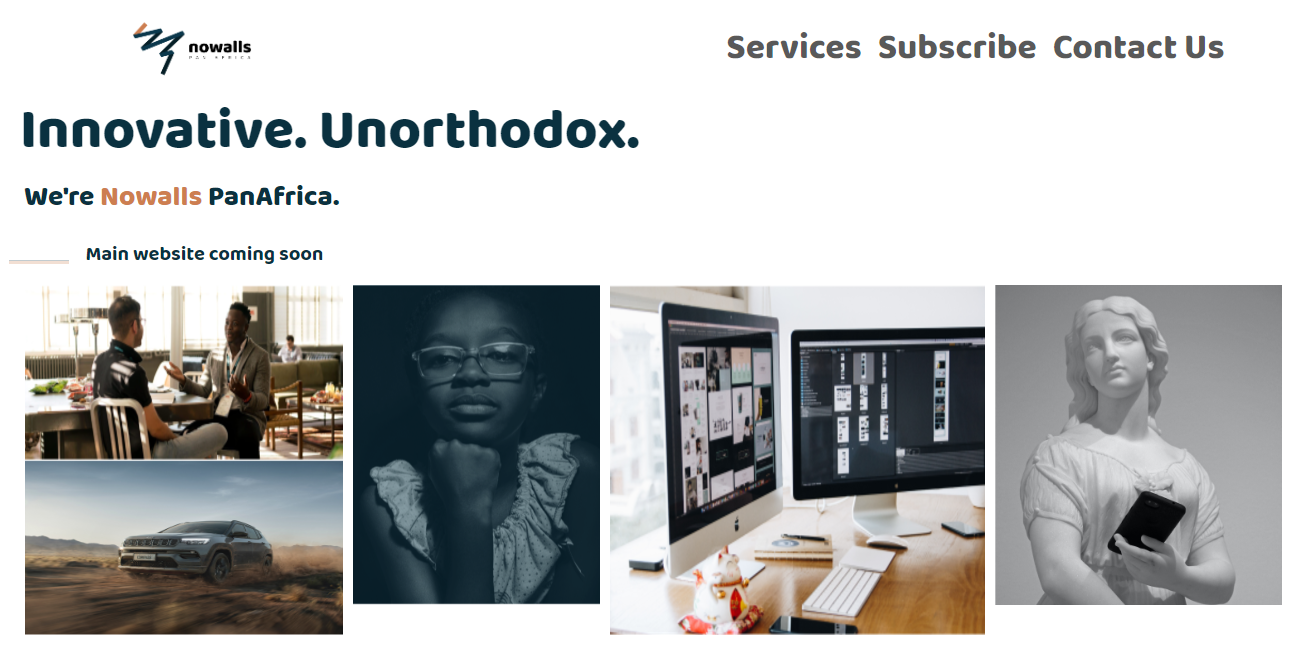 nowalls
PAN AFRICA
Services Subscribe Contact Us
Innovative. Unorthodox.
We're Nowalls PanAfrica.
Main website coming soon